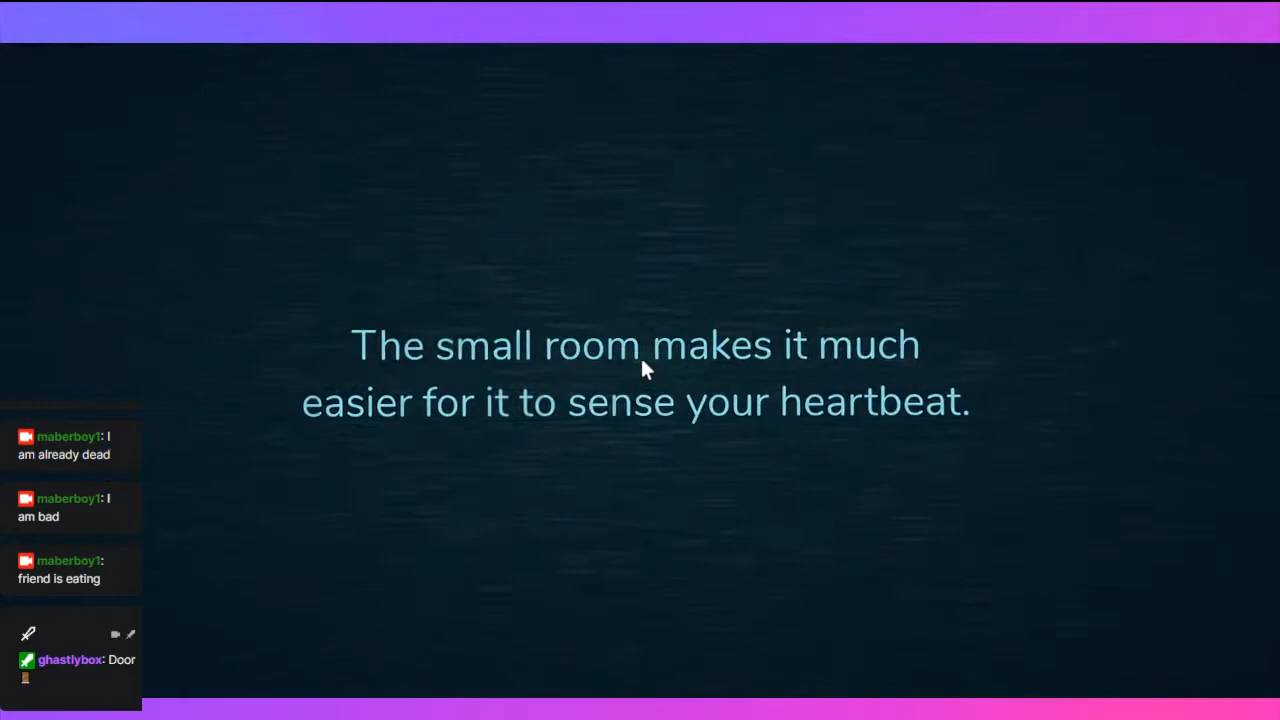 The small room makes it much
easier for it to sense your heartbeat.
maberboy1: I
am already dead
maberboy1: I
am bad
maberboy1:
friend is eating
ghastlybox: Door